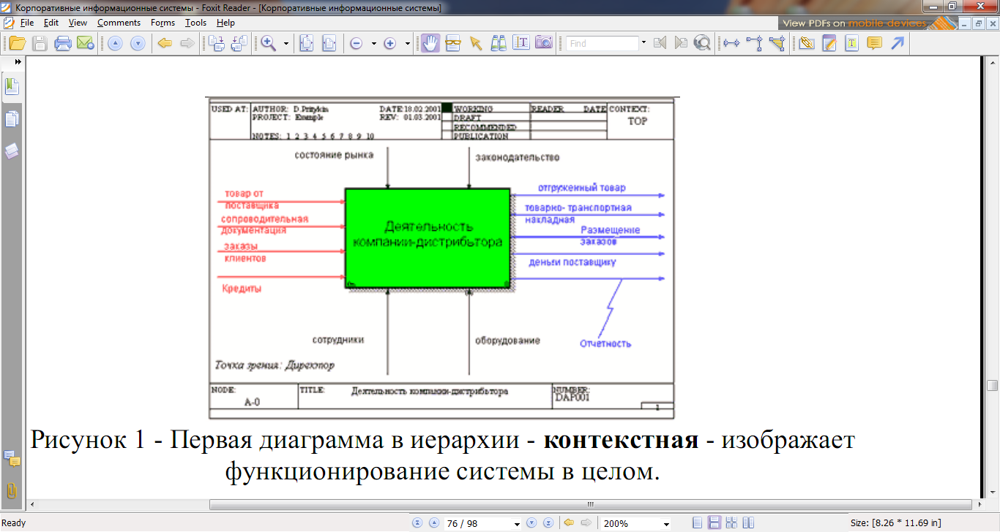 Корпоративные информационные системы - Foxit Reader - [Корпоративные информационные системы]
File Edit View Comments Forms Tools Help
View PDFs on mobile devices
Find
USED AT:
AUTHOR: D.Pritykin
DATE:18.02.2001
PROJECT: Example
REV: 01.03.2001
NOTES: 1 2 3 4 5 6 7 8 9 10
WORKING
DRAFT
RECOMMENDED
PUBLICATION
READER DATE
CONTEXT:
TOP
состояние рынка
законодательство
товар от
поставщика
сопроводительная
документация
заказы
клиентов
Кредиты
Деятельность
компании-дистрибьтора
отгруженный товар
товарно- транспортная
накладная
Размещение
заказов
деньги поставщику
Отчетность
сотрудники
оборудование
Точка зрения: Директор
NODE:
A-0
TITLE:
Деятельность компании-дистрибьтора
NUMBER:
DAP001
1
Рисунок 1 - Первая диаграмма в иерархии - контекстная - изображает
функционирование системы в целом.
Ready
76 / 98
200%
Size: [8.26 * 11.69 in]